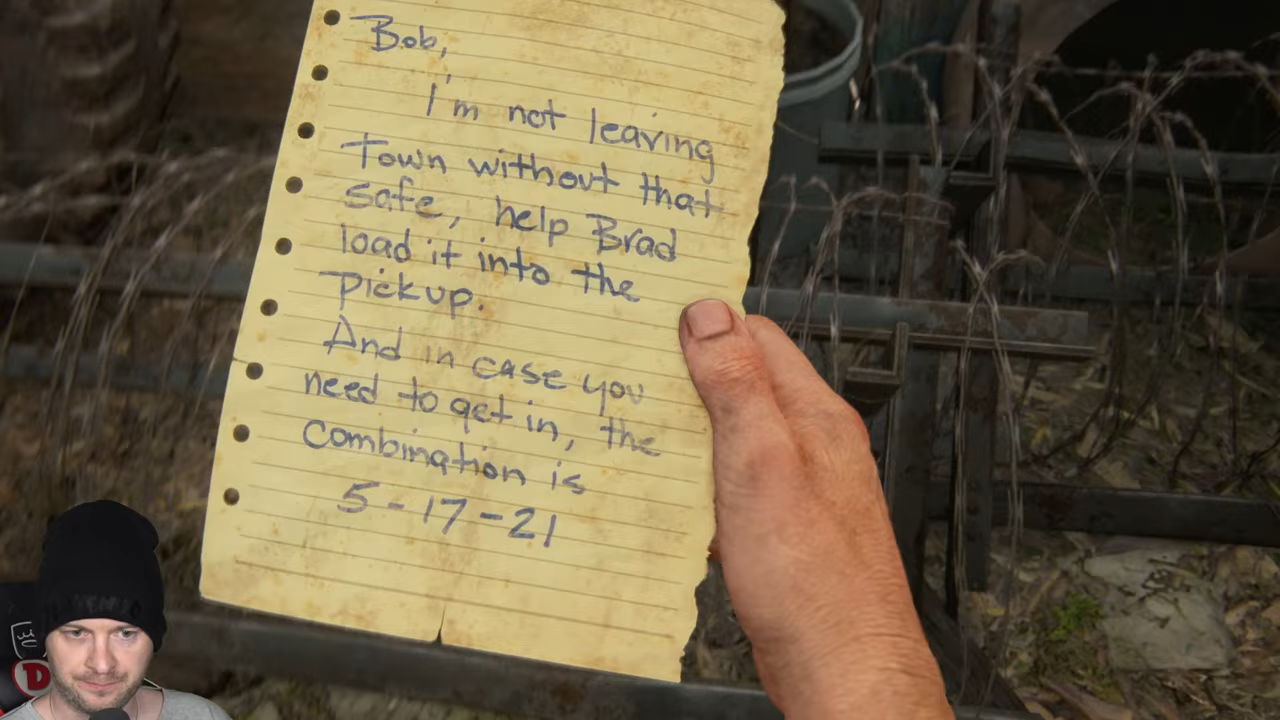 Bob,
I'm not leaving
Town without that
safe, help Brad
load it into the
Pickup.
And in case you
need to get in, the
Combination is
5-17-21